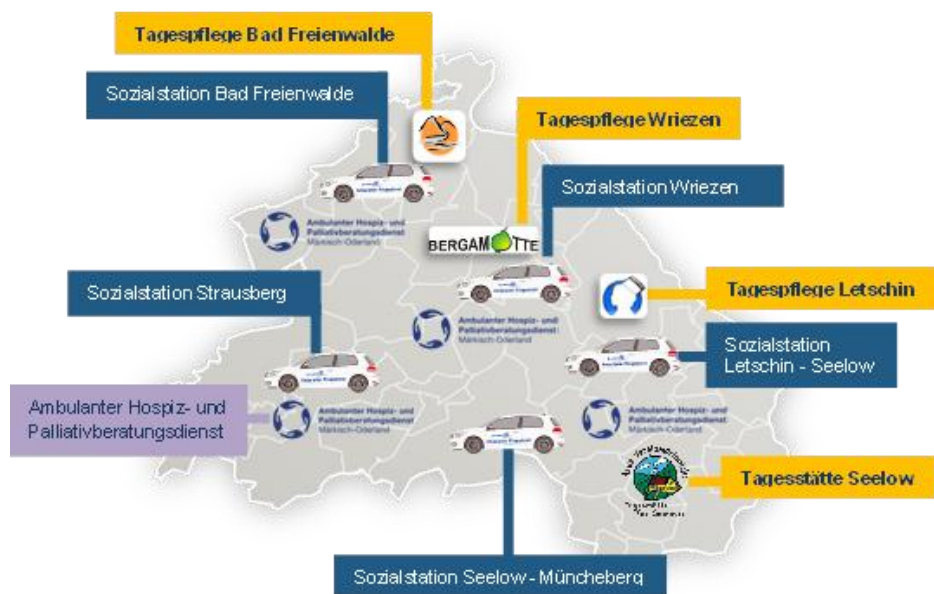 Tagespflege Bad Freienwalde
Sozialstation Bad Freienwalde
Tagespflege Wriezen
Sozialstation Wriezen
Ambulanter Hospiz- und
Palliativberatungsdienst
Märkisch-Oderland
BERGAMOTTE
Sozialstation Strausberg
Tagespflege Letschin
Ambulanter Hospiz- und
Palliativberatungsdienst
Märkisch-Oderland
Sozialstation
Letschin - Seelow
Ambulanter Hospiz- und
Palliativberatungsdienst
Ambulanter Hospiz- und
Palliativberatungsdienst
Märkisch-Oderland
Ambulanter Hospiz- und
Palliativberatungsdienst
Märkisch-Oderland
Tagesstätte Seelow
Sozialstation Seelow - Müncheberg